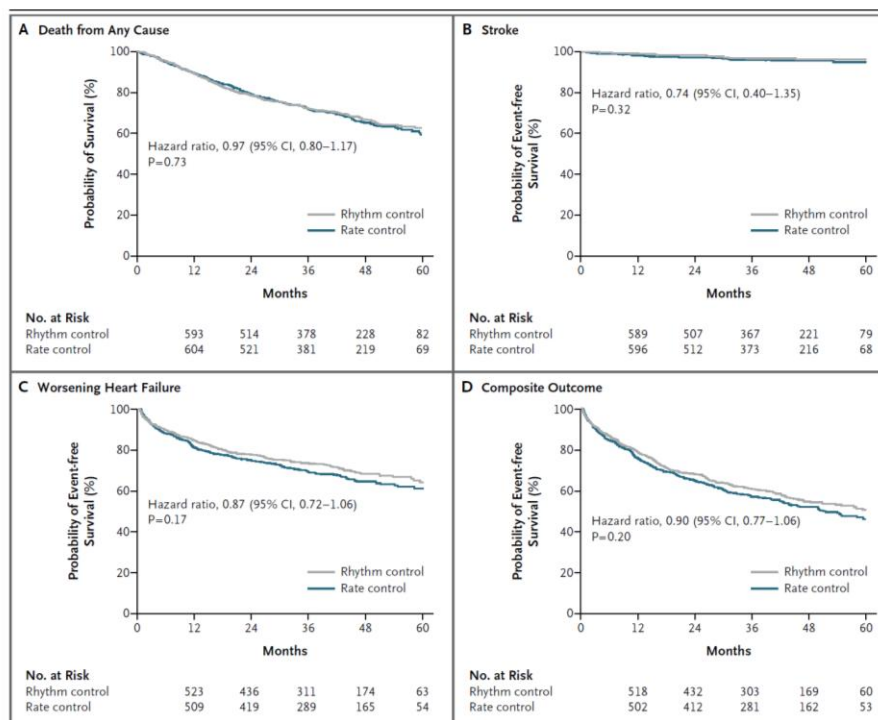 A Death from Any Cause
Probability of Survival (%)
100
80
60
40
20
0
Hazard ratio, 0.97 (95% CI, 0.80–1.17)
P=0.73
Rhythm control
Rate control
0 12 24 36 48 60
Months
No. at Risk
Rhythm control 593 514 378 228 82
Rate control 604 521 381 219 69
B Stroke
Probability of Event-free
Survival (%)
100
80
60
40
20
0
Hazard ratio, 0.74 (95% CI, 0.40–1.35)
P=0.32
Rhythm control
Rate control
0 12 24 36 48 60
Months
No. at Risk
Rhythm control 589 507 367 221 79
Rate control 596 512 373 216 68
C Worsening Heart Failure
Probability of Event-free
Survival (%)
100
80
60
40
20
0
Hazard ratio, 0.87 (95% CI, 0.72–1.06)
P=0.17
Rhythm control
Rate control
0 12 24 36 48 60
Months
No. at Risk
Rhythm control 523 436 311 174 63
Rate control 509 419 289 165 54
D Composite Outcome
Probability of Event-free
Survival (%)
100
80
60
40
20
0
Hazard ratio, 0.90 (95% CI, 0.77–1.06)
P=0.20
Rhythm control
Rate control
0 12 24 36 48 60
Months
No. at Risk
Rhythm control 518 432 303 169 60
Rate control 502 412 281 162 53